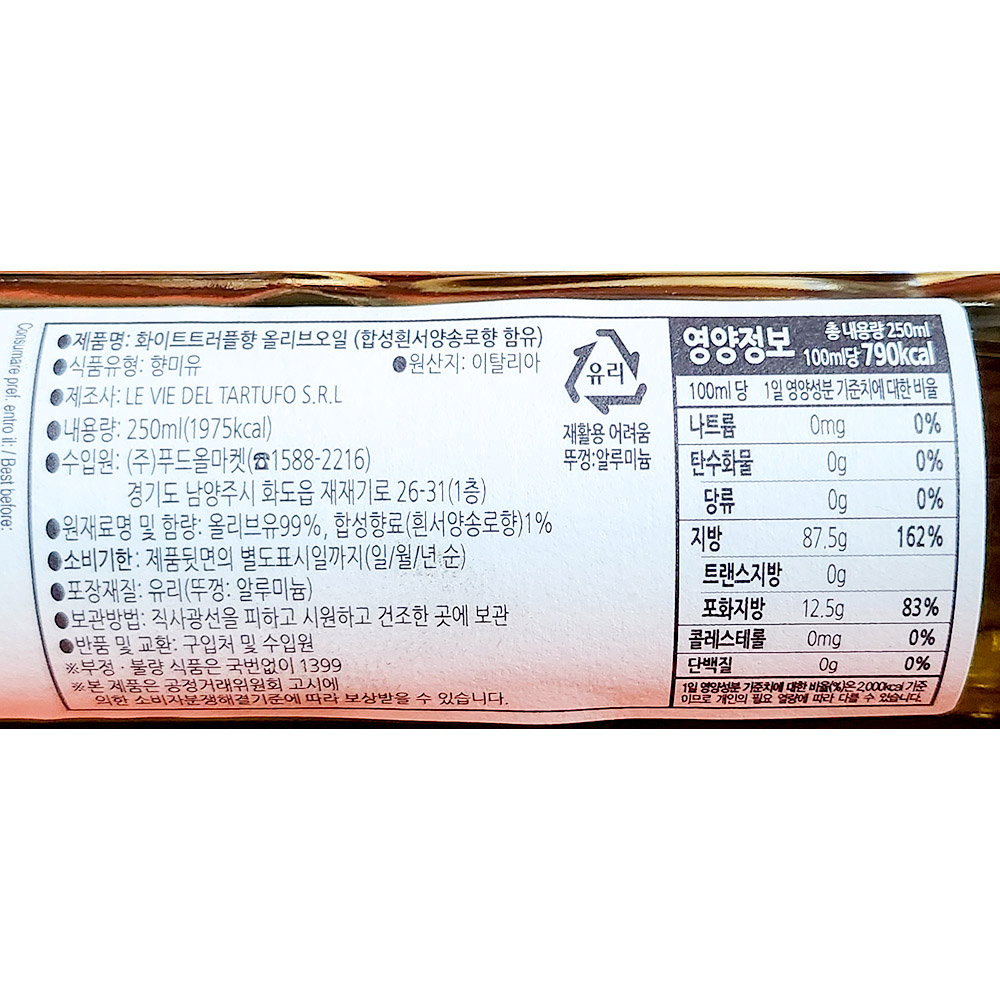 Consumare pref. entro il: / Best before:
●제품명: 화이트트러플향 올리브오일 (합성흰서양송로향 함유)
●식품유형: 향미유 ●원산지: 이탈리아
●제조사: LE VIE DEL TARTUFO S.R.L
●내용량: 250ml(1975kcal)
●수입원: (주)푸드올마켓(☎1588-2216)
경기도 남양주시 화도읍 재재기로 26-31(1층)
●원재료명 및 함량: 올리브유99%, 합성향료(흰서양송로향)1%
●소비기한: 제품뒷면의 별도표시일까지(일/월/년 순)
●포장재질: 유리(뚜껑: 알루미늄)
●보관방법: 직사광선을 피하고 시원하고 건조한 곳에 보관
●반품 및 교환: 구입처 및 수입원
※부정·불량 식품은 국번없이 1399
※본 제품은 공정거래위원회 고시에
의한 소비자분쟁해결기준에 따라 보상받을 수 있습니다.
유리
재활용 어려움
뚜껑:알루미늄
영양정보 총 내용량 250ml
100ml당 790kcal
100ml 당 1일 영양성분 기준치에 대한 비율
나트륨 0mg 0%
탄수화물 0g 0%
당류 0g 0%
지방 87.5g 162%
트랜스지방 0g
포화지방 12.5g 83%
콜레스테롤 0mg 0%
단백질 0g 0%
1일 영양성분 기준치에 대한 비율(%)은 2,000kcal 기준
이므로 개인의 필요 열량에 따라 다를 수 있습니다.